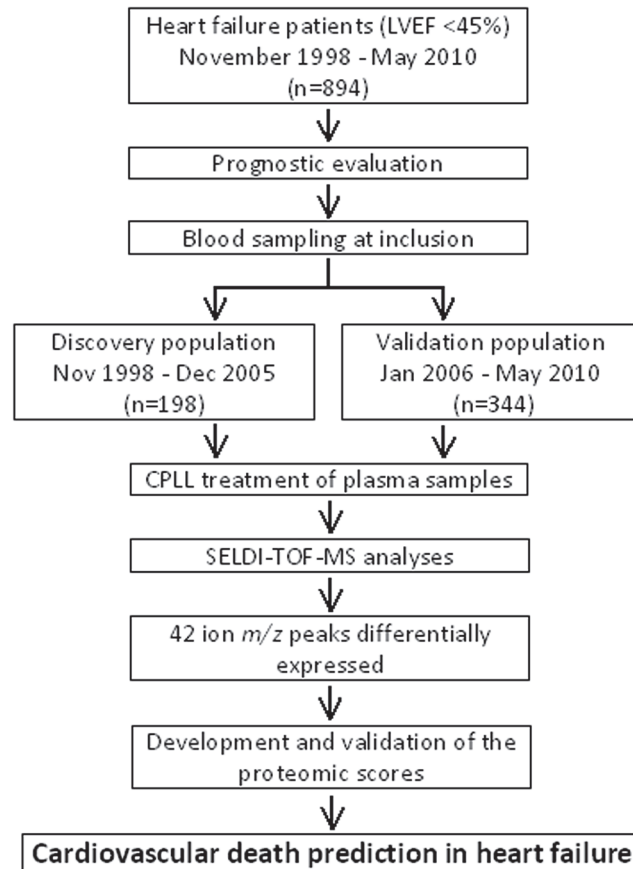 Heart failure patients (LVEF <45%)
November 1998 - May 2010
(n=894)
Prognostic evaluation
Blood sampling at inclusion
Discovery population
Nov 1998 - Dec 2005
(n=198)
Validation population
Jan 2006 - May 2010
(n=344)
CPLL treatment of plasma samples
SELDI-TOF-MS analyses
42 ion m/z peaks differentially
expressed
Development and validation of the
proteomic scores
Cardiovascular death prediction in heart failure